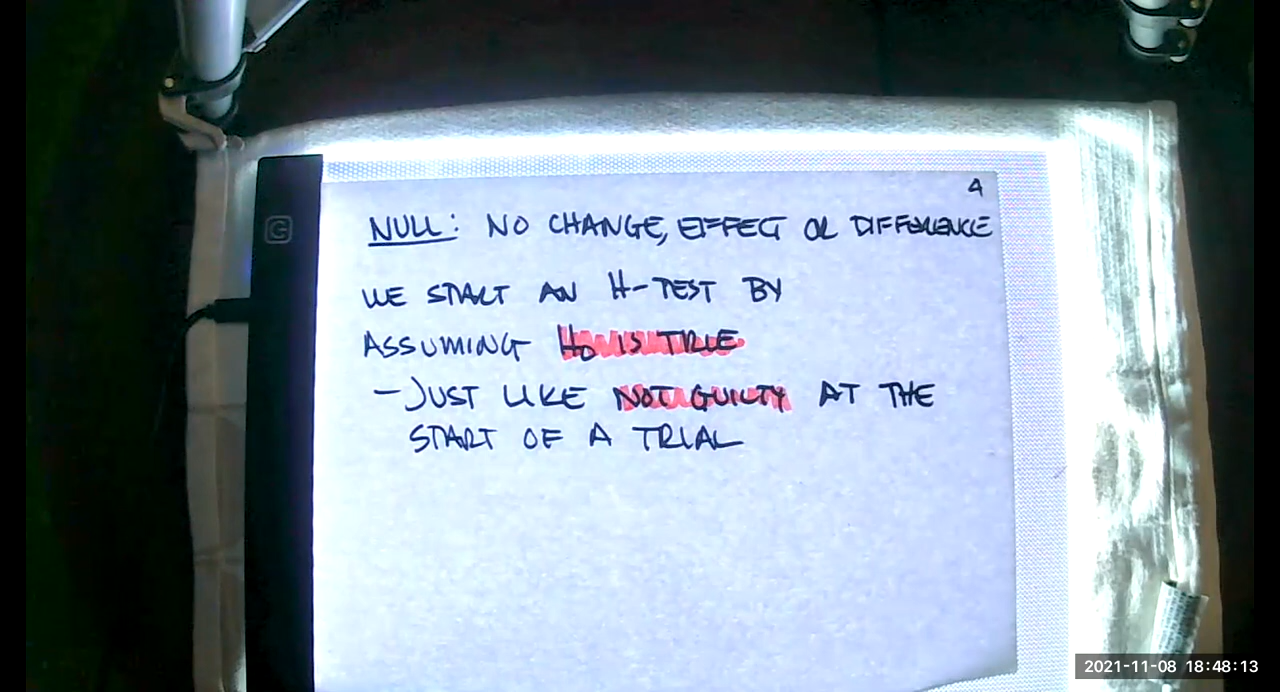 4
NULL: NO CHANGE, EFFECT OR DIFFERENCE
WE START AN H-TEST BY
ASSUMING H₀ IS TRUE
- JUST LIKE NOT GUILTY AT THE
START OF A TRIAL
2021-11-08 18:48:13